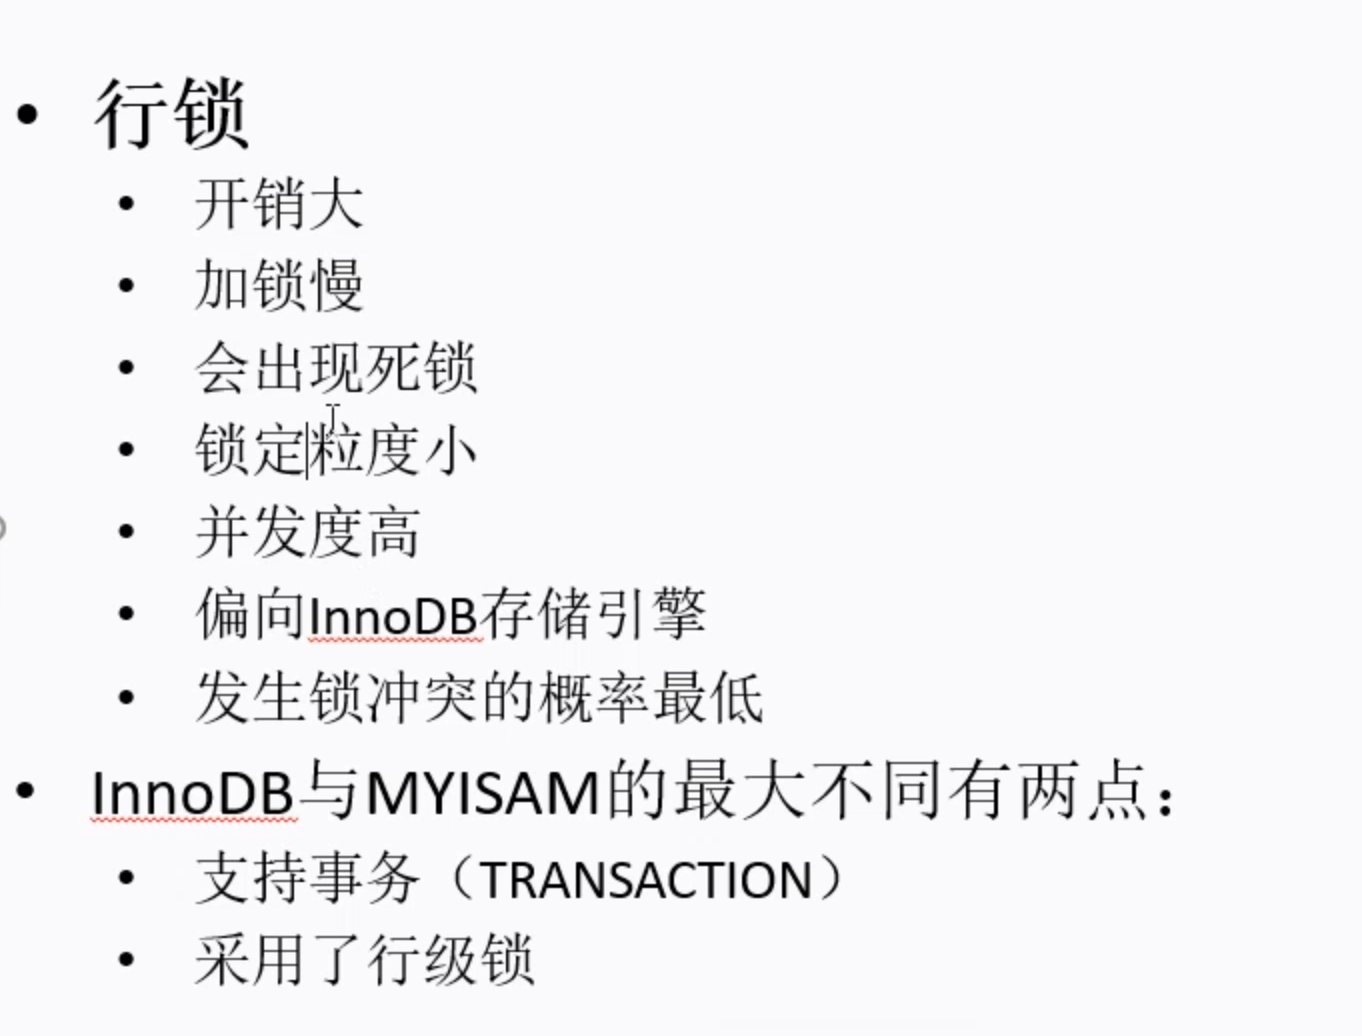 • 行锁
• 开销大
• 加锁慢
• 会出现死锁
• 锁定粒度小
• 并发度高
• 偏向InnoDB存储引擎
• 发生锁冲突的概率最低
• InnoDB与MYISAM的最大不同有两点：
• 支持事务（TRANSACTION）
• 采用了行级锁